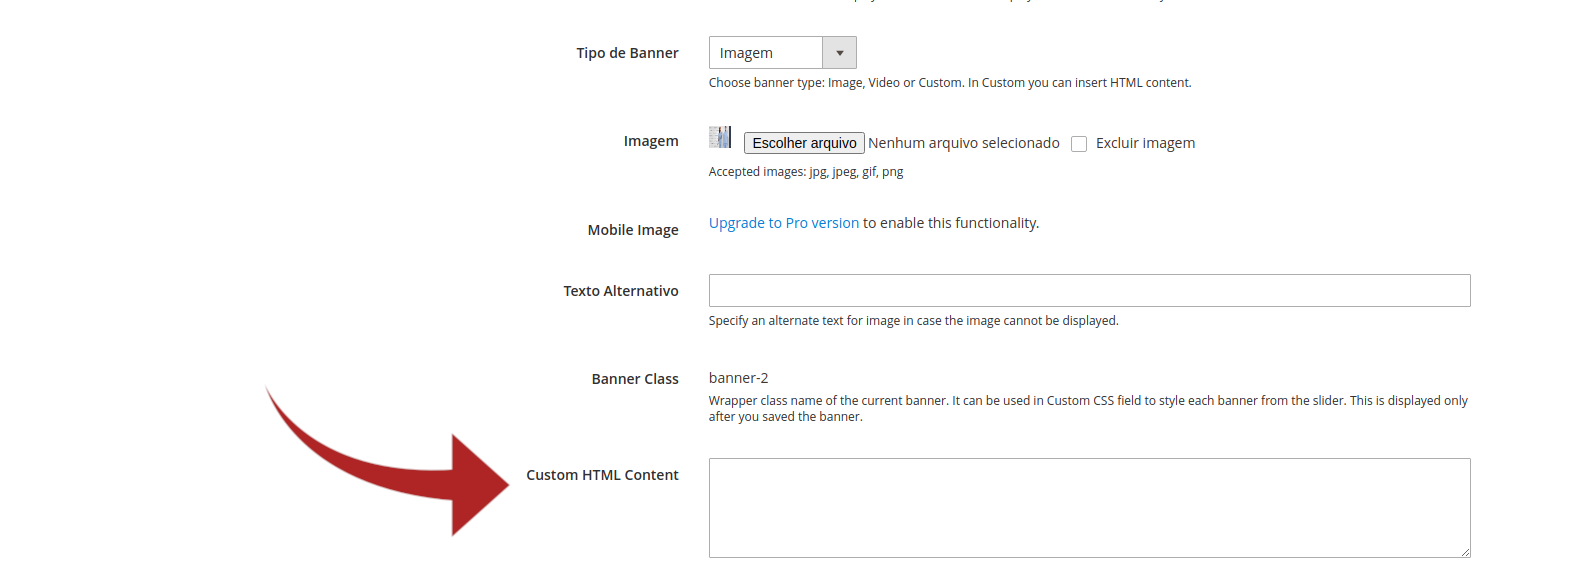 Tipo de Banner
Imagem
Choose banner type: Image, Video or Custom. In Custom you can insert HTML content.
Imagem
Escolher arquivo Nenhum arquivo selecionado Excluir imagem
Accepted images: jpg, jpeg, gif, png
Mobile Image
Upgrade to Pro version to enable this functionality.
Texto Alternativo
Specify an alternate text for image in case the image cannot be displayed.
Banner Class
banner-2
Wrapper class name of the current banner. It can be used in Custom CSS field to style each banner from the slider. This is displayed only
after you saved the banner.
Custom HTML Content